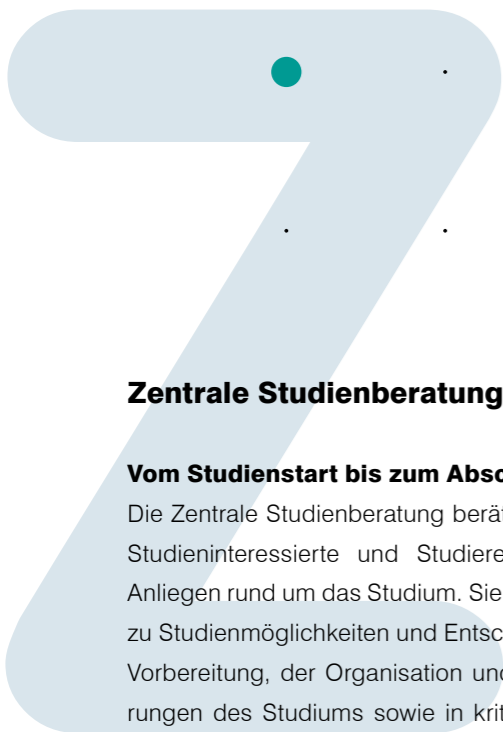 Z
Zentrale Studienberatung
Vom Studienstart bis zum Absc
Die Zentrale Studienberatung berät
Studieninteressierte und Studiere
Anliegen rund um das Studium. Sie
zu Studienmöglichkeiten und Entsc
Vorbereitung, der Organisation und
rungen des Studiums sowie in krit